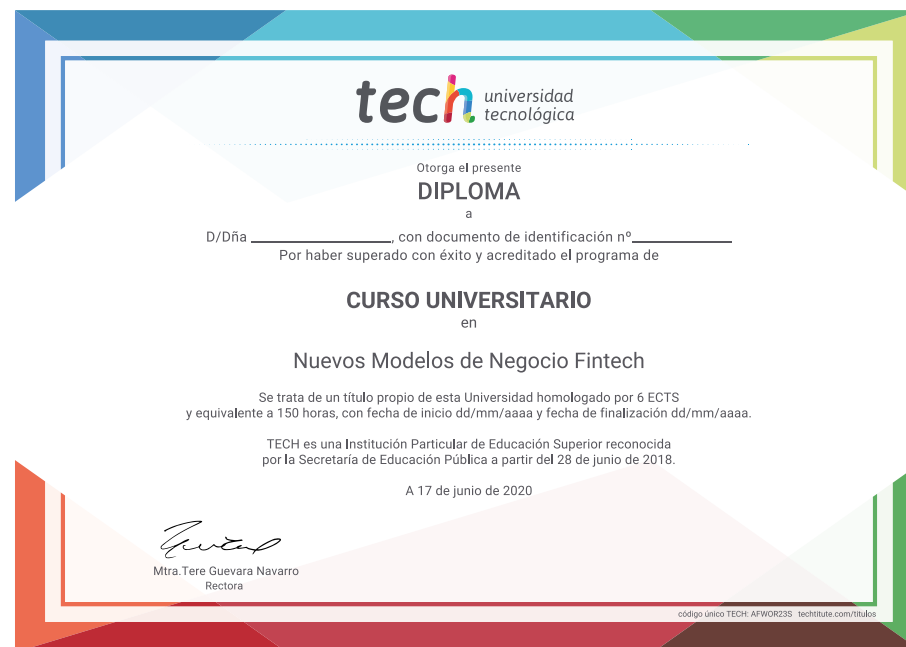 tech universidad
tecnológica
Otorga el presente
DIPLOMA
a
D/Dña ____________________, con documento de identificación nº______________
Por haber superado con éxito y acreditado el programa de
CURSO UNIVERSITARIO
en
Nuevos Modelos de Negocio Fintech
Se trata de un título propio de esta Universidad homologado por 6 ECTS
y equivalente a 150 horas, con fecha de inicio dd/mm/aaaa y fecha de finalización dd/mm/aaaa.
TECH es una Institución Particular de Educación Superior reconocida
por la Secretaría de Educación Pública a partir del 28 de junio de 2018.
A 17 de junio de 2020
Mtra.Tere Guevara Navarro
Rectora
código único TECH: AFWOR23S techtitute.com/titulos